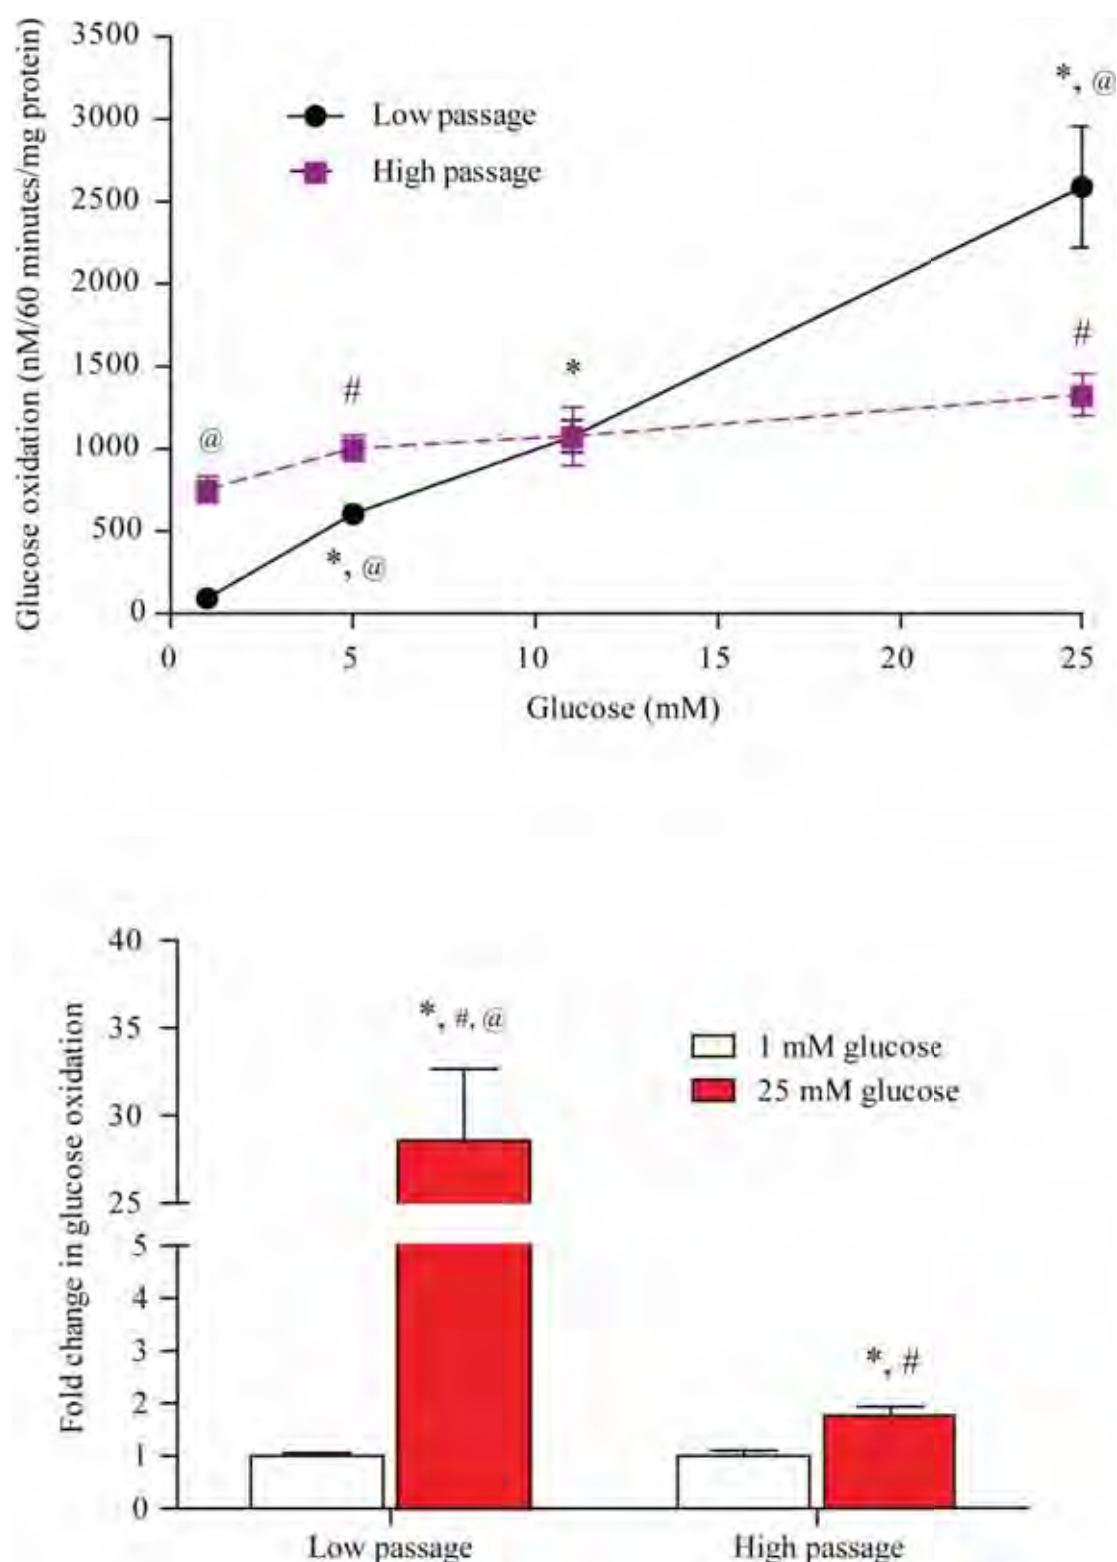 Glucose oxidation (nM/60 minutes/mg protein)
3500
3000
2500
2000
1500
1000
500
0
Low passage
High passage
*, @
#
*
#
@
*, @
0 5 10 15 20 25
Glucose (mM)
Fold change in glucose oxidation
40
35
30
25
5
4
3
2
1
0
*, #, @
1 mM glucose
25 mM glucose
*, #
Low passage High passage